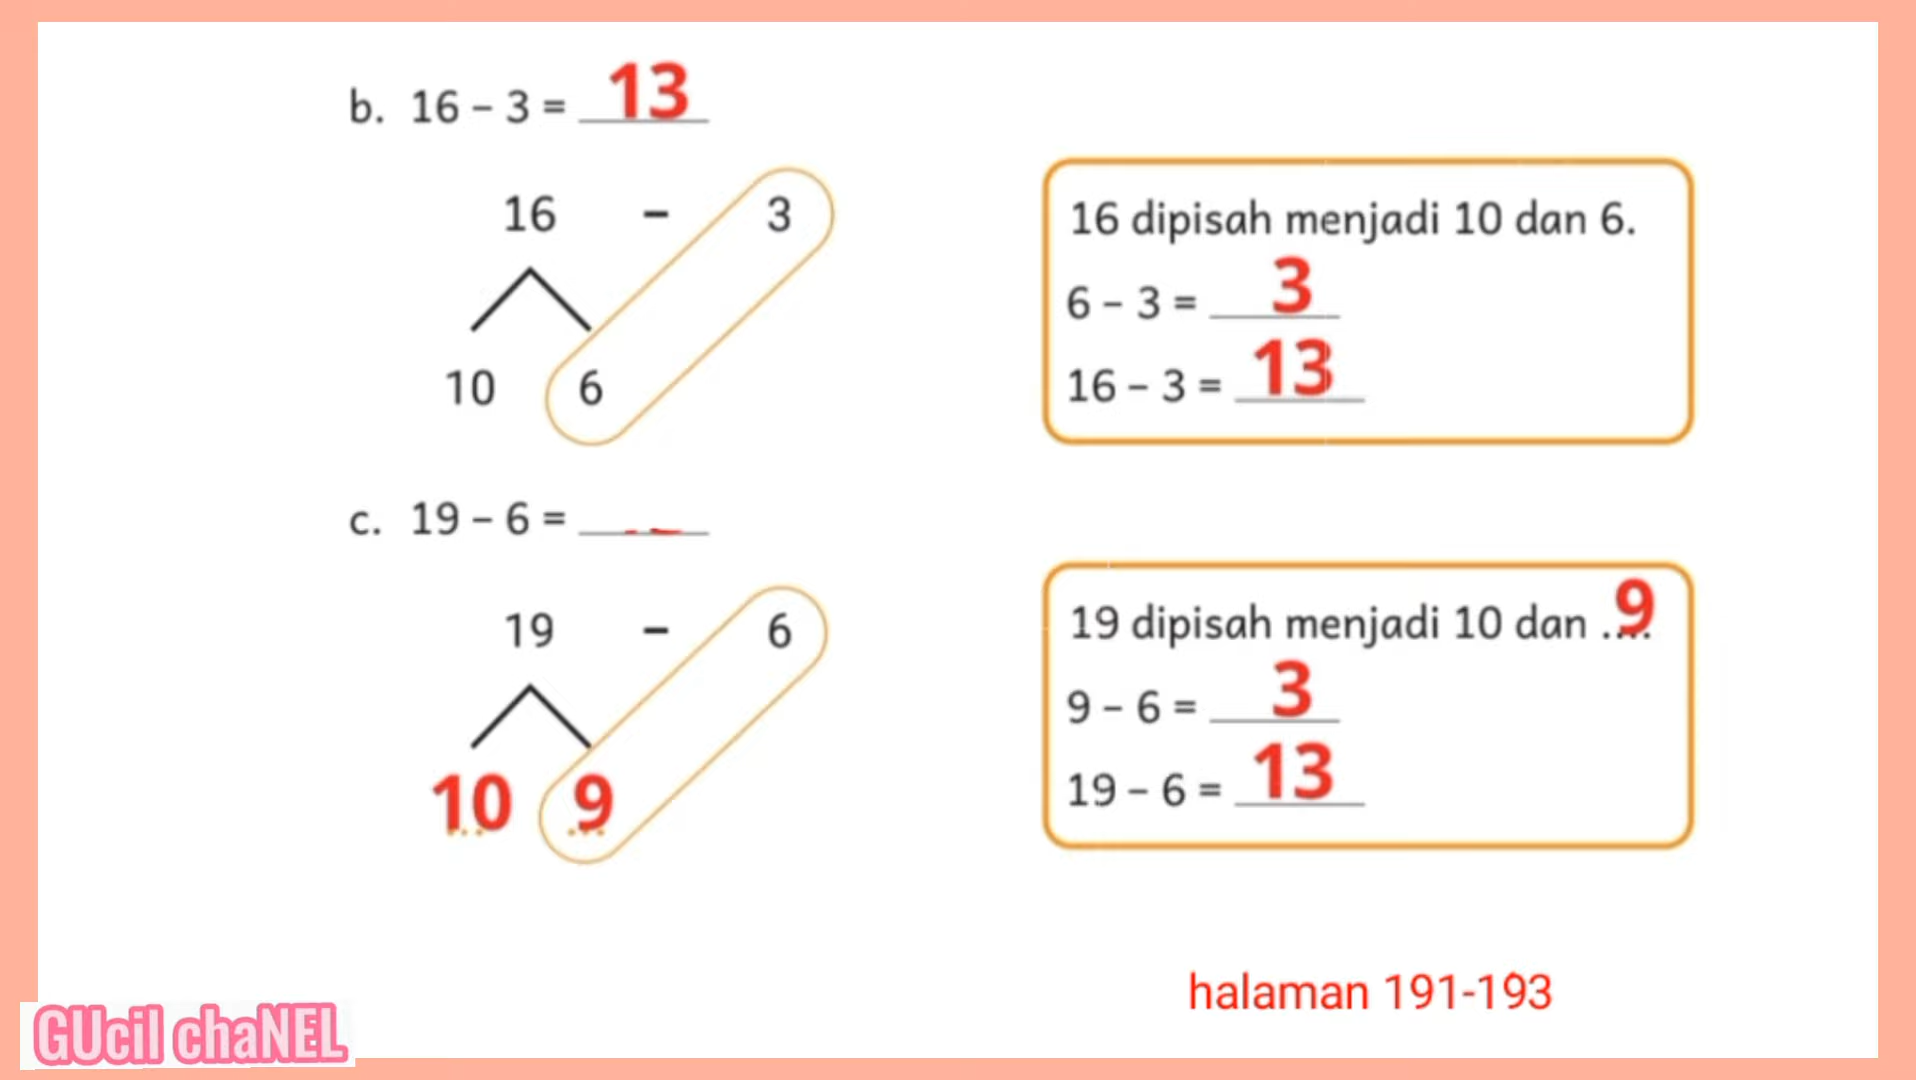 b. 16 – 3 = 13
16 – 3
10 6
16 dipisah menjadi 10 dan 6.
6 – 3 = 3
16 – 3 = 13
c. 19 – 6 =
19 – 6
10 9
19 dipisah menjadi 10 dan 9
9 – 6 = 3
19 – 6 = 13
halaman 191-193
GUcil chaNEL